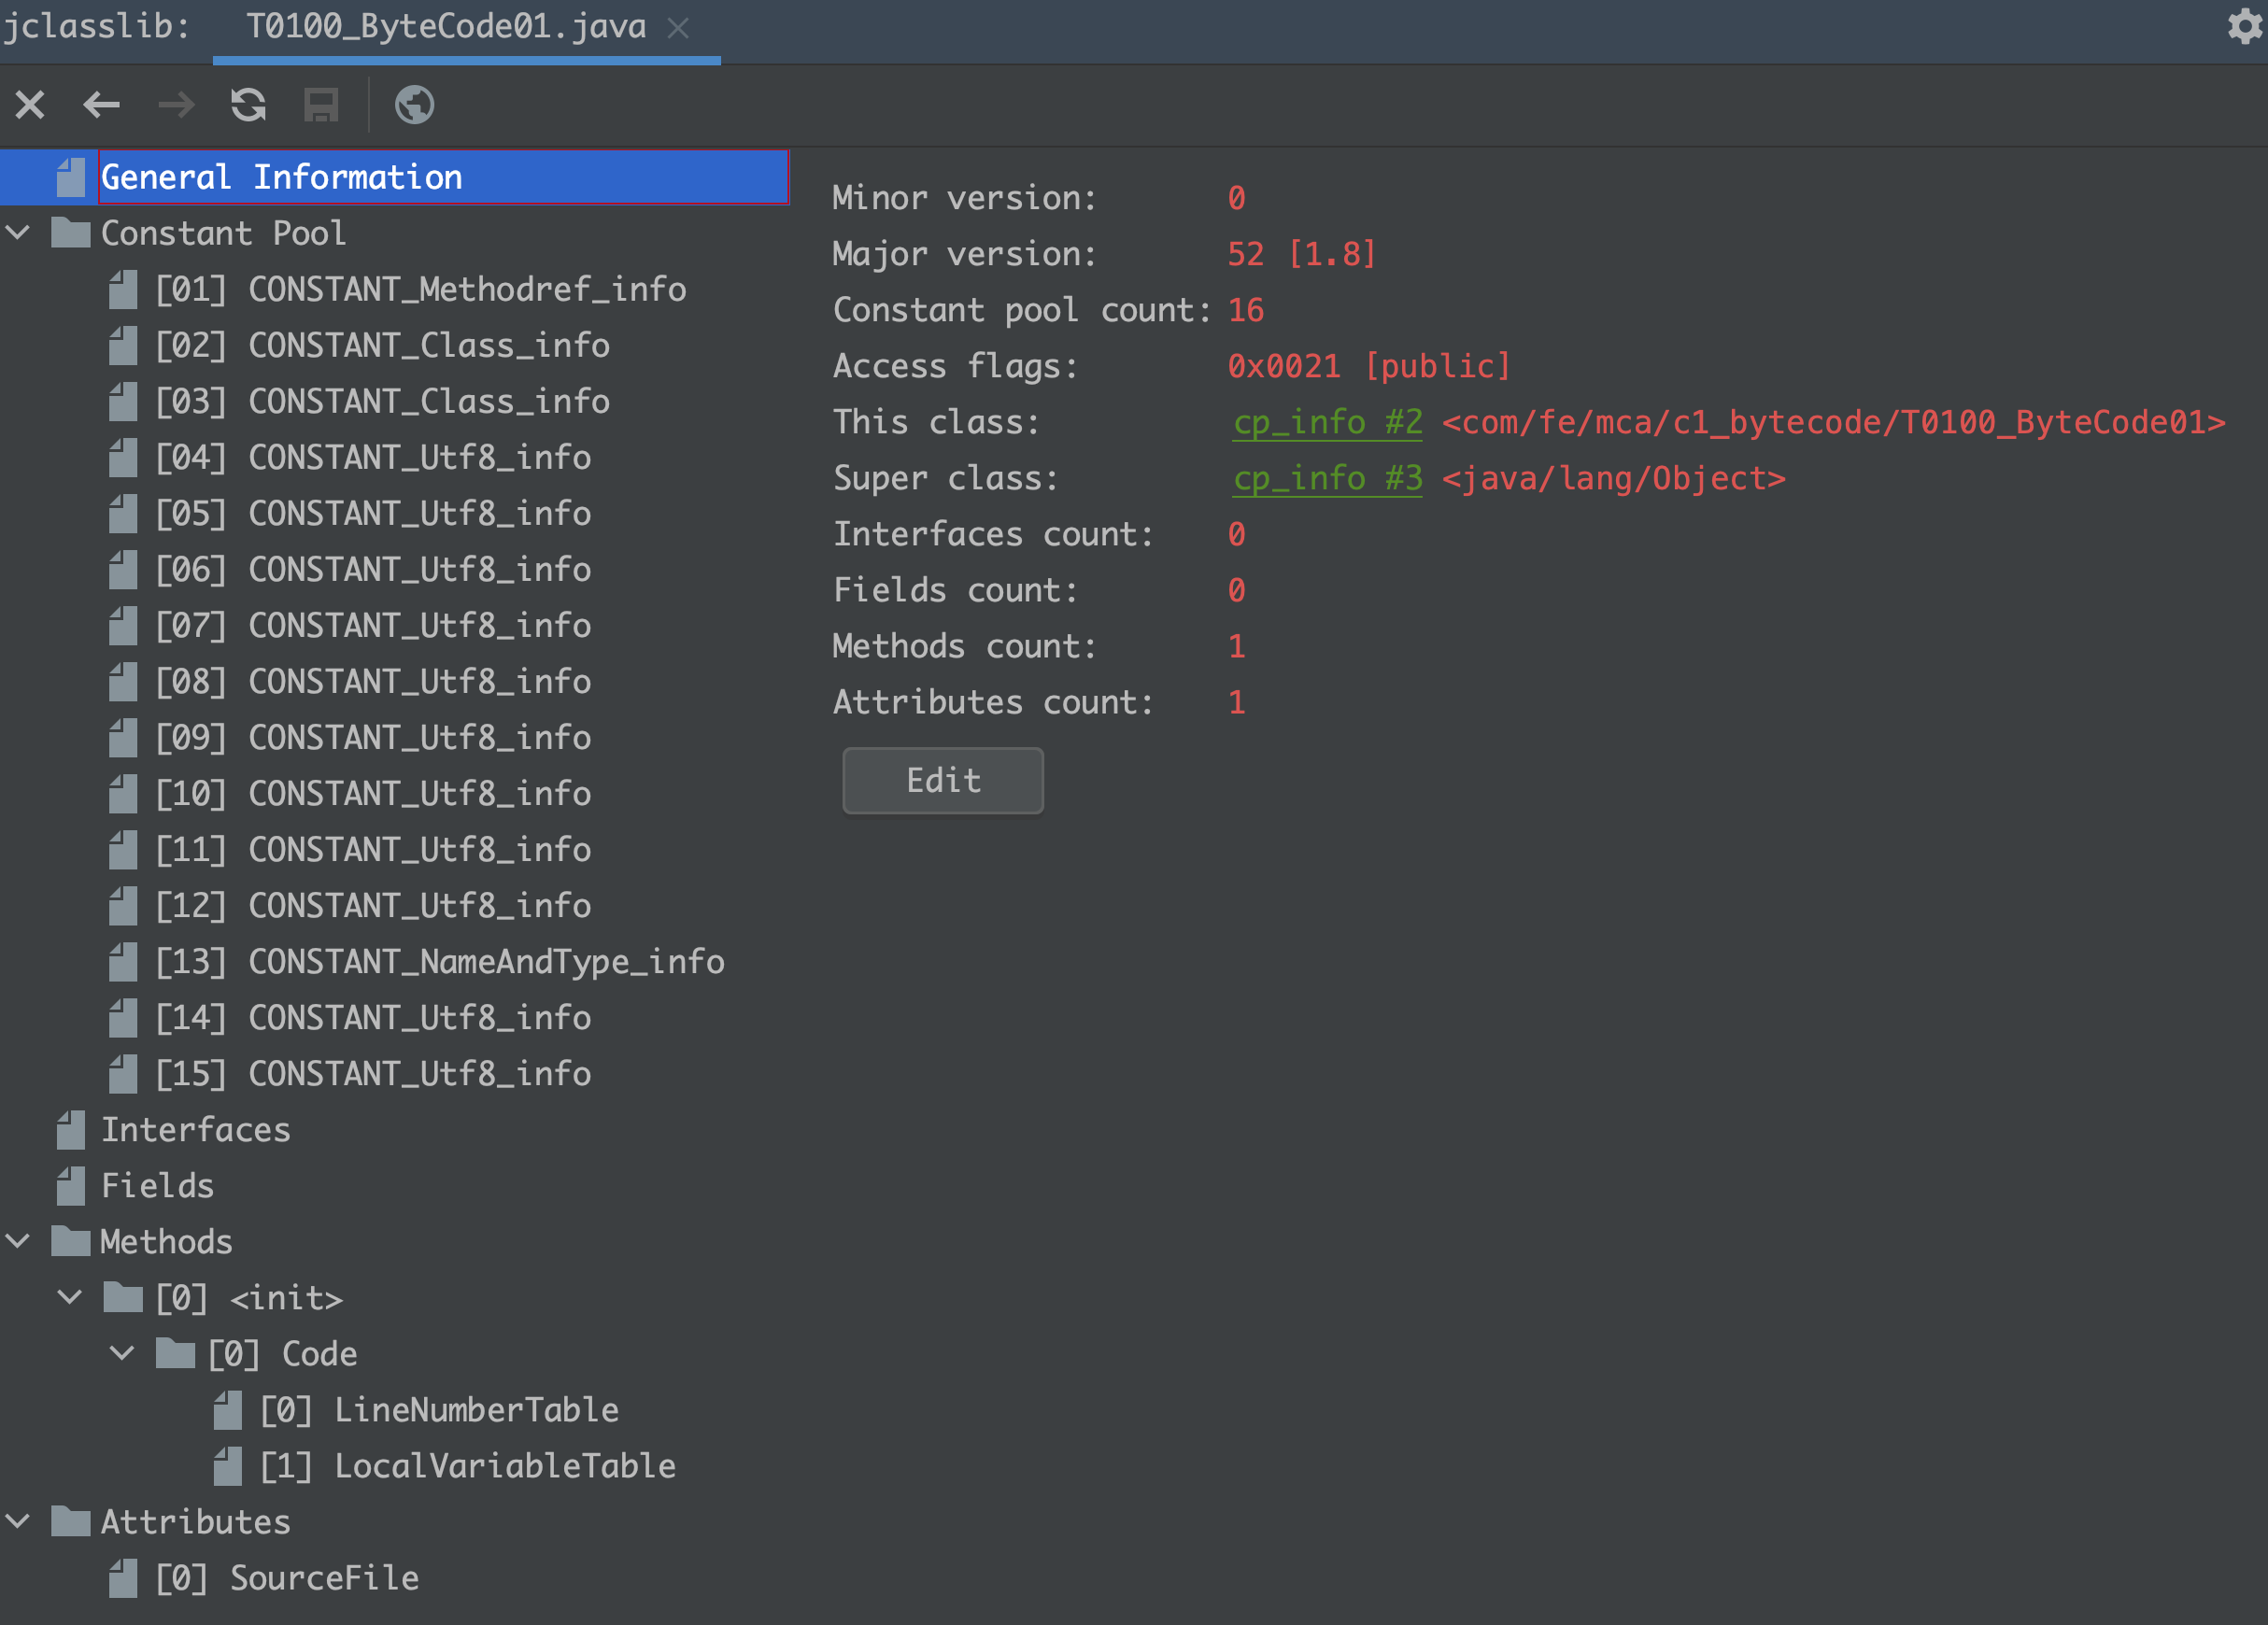 jclasslib: T0100_ByteCode01.java
General Information
Constant Pool
[01] CONSTANT_Methodref_info
[02] CONSTANT_Class_info
[03] CONSTANT_Class_info
[04] CONSTANT_Utf8_info
[05] CONSTANT_Utf8_info
[06] CONSTANT_Utf8_info
[07] CONSTANT_Utf8_info
[08] CONSTANT_Utf8_info
[09] CONSTANT_Utf8_info
[10] CONSTANT_Utf8_info
[11] CONSTANT_Utf8_info
[12] CONSTANT_Utf8_info
[13] CONSTANT_NameAndType_info
[14] CONSTANT_Utf8_info
[15] CONSTANT_Utf8_info
Interfaces
Fields
Methods
[0] <init>
[0] Code
[0] LineNumberTable
[1] LocalVariableTable
Attributes
[0] SourceFile
Minor version: 0
Major version: 52 [1.8]
Constant pool count: 16
Access flags: 0x0021 [public]
This class: cp_info #2 <com/fe/mca/c1_bytecode/T0100_ByteCode01>
Super class: cp_info #3 <java/lang/Object>
Interfaces count: 0
Fields count: 0
Methods count: 1
Attributes count: 1
Edit